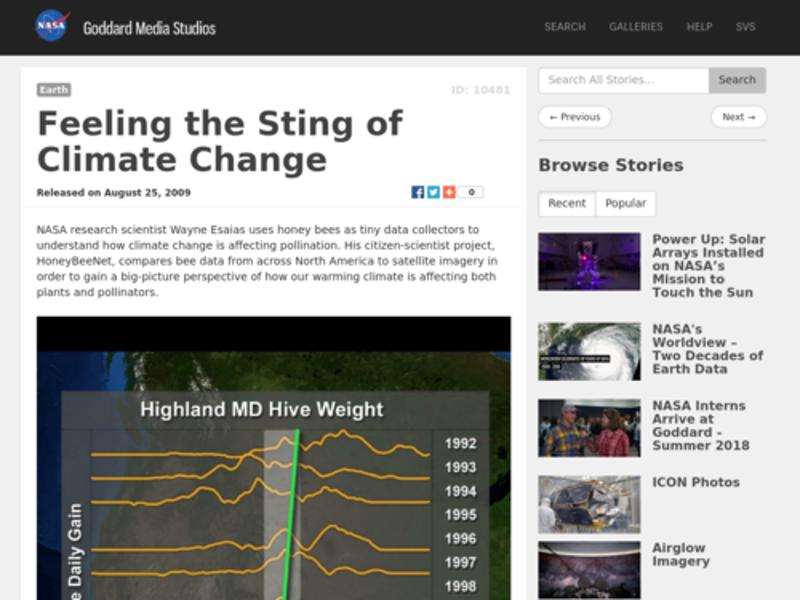 NASA
Goddard Media Studios
SEARCH
GALLERIES
HELP
SVS
Earth
ID: 10481
Feeling the Sting of
Climate Change
Released on August 25, 2009
0
NASA research scientist Wayne Esaias uses honey bees as tiny data collectors to
understand how climate change is affecting pollination. His citizen-scientist project,
HoneyBeeNet, compares bee data from across North America to satellite imagery in
order to gain a big-picture perspective of how our warming climate is affecting both
plants and pollinators.
Highland MD Hive Weight
1992
1993
1994
1995
1996
1997
1998
e Daily Gain
Search All Stories...
Search
← Previous
Next →
Browse Stories
Recent
Popular
Power Up: Solar
Arrays Installed
on NASA's
Mission to
Touch the Sun
NASA's
Worldview –
Two Decades of
Earth Data
NASA Interns
Arrive at
Goddard -
Summer 2018
ICON Photos
Airglow
Imagery